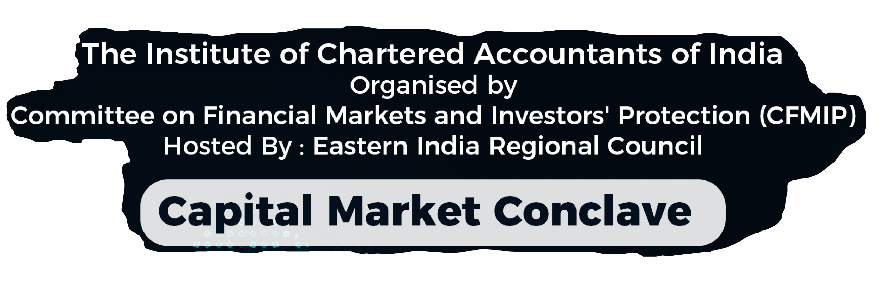 The Institute of Chartered Accountants of India
Organised by
Committee on Financial Markets and Investors' Protection (CFMIP)
Hosted By : Eastern India Regional Council
Capital Market Conclave